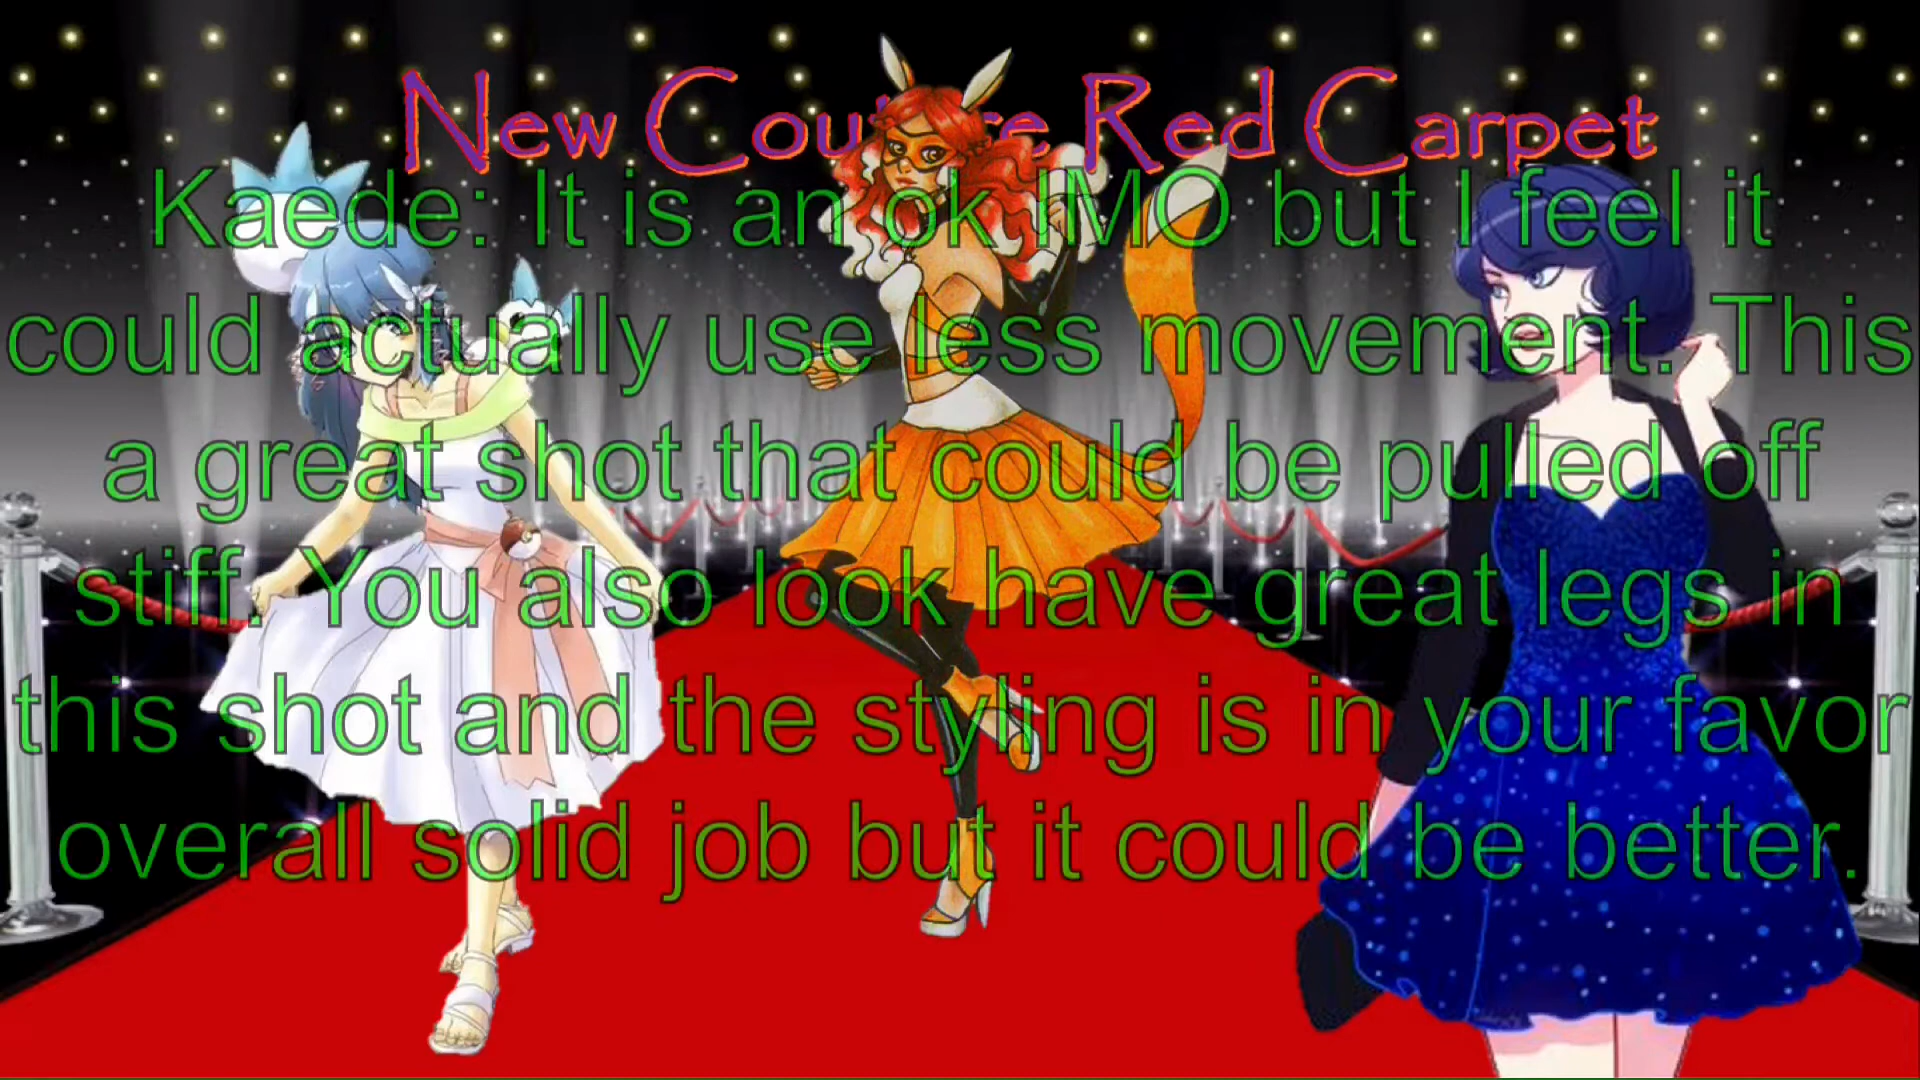 New Couture Red Carpet
Kaede: It is an ok IMO but I feel it
could actually use less movement. This
a great shot that could be pulled off
stiff. You also look have great legs in
this shot and the styling is in your favor
overall solid job but it could be better.